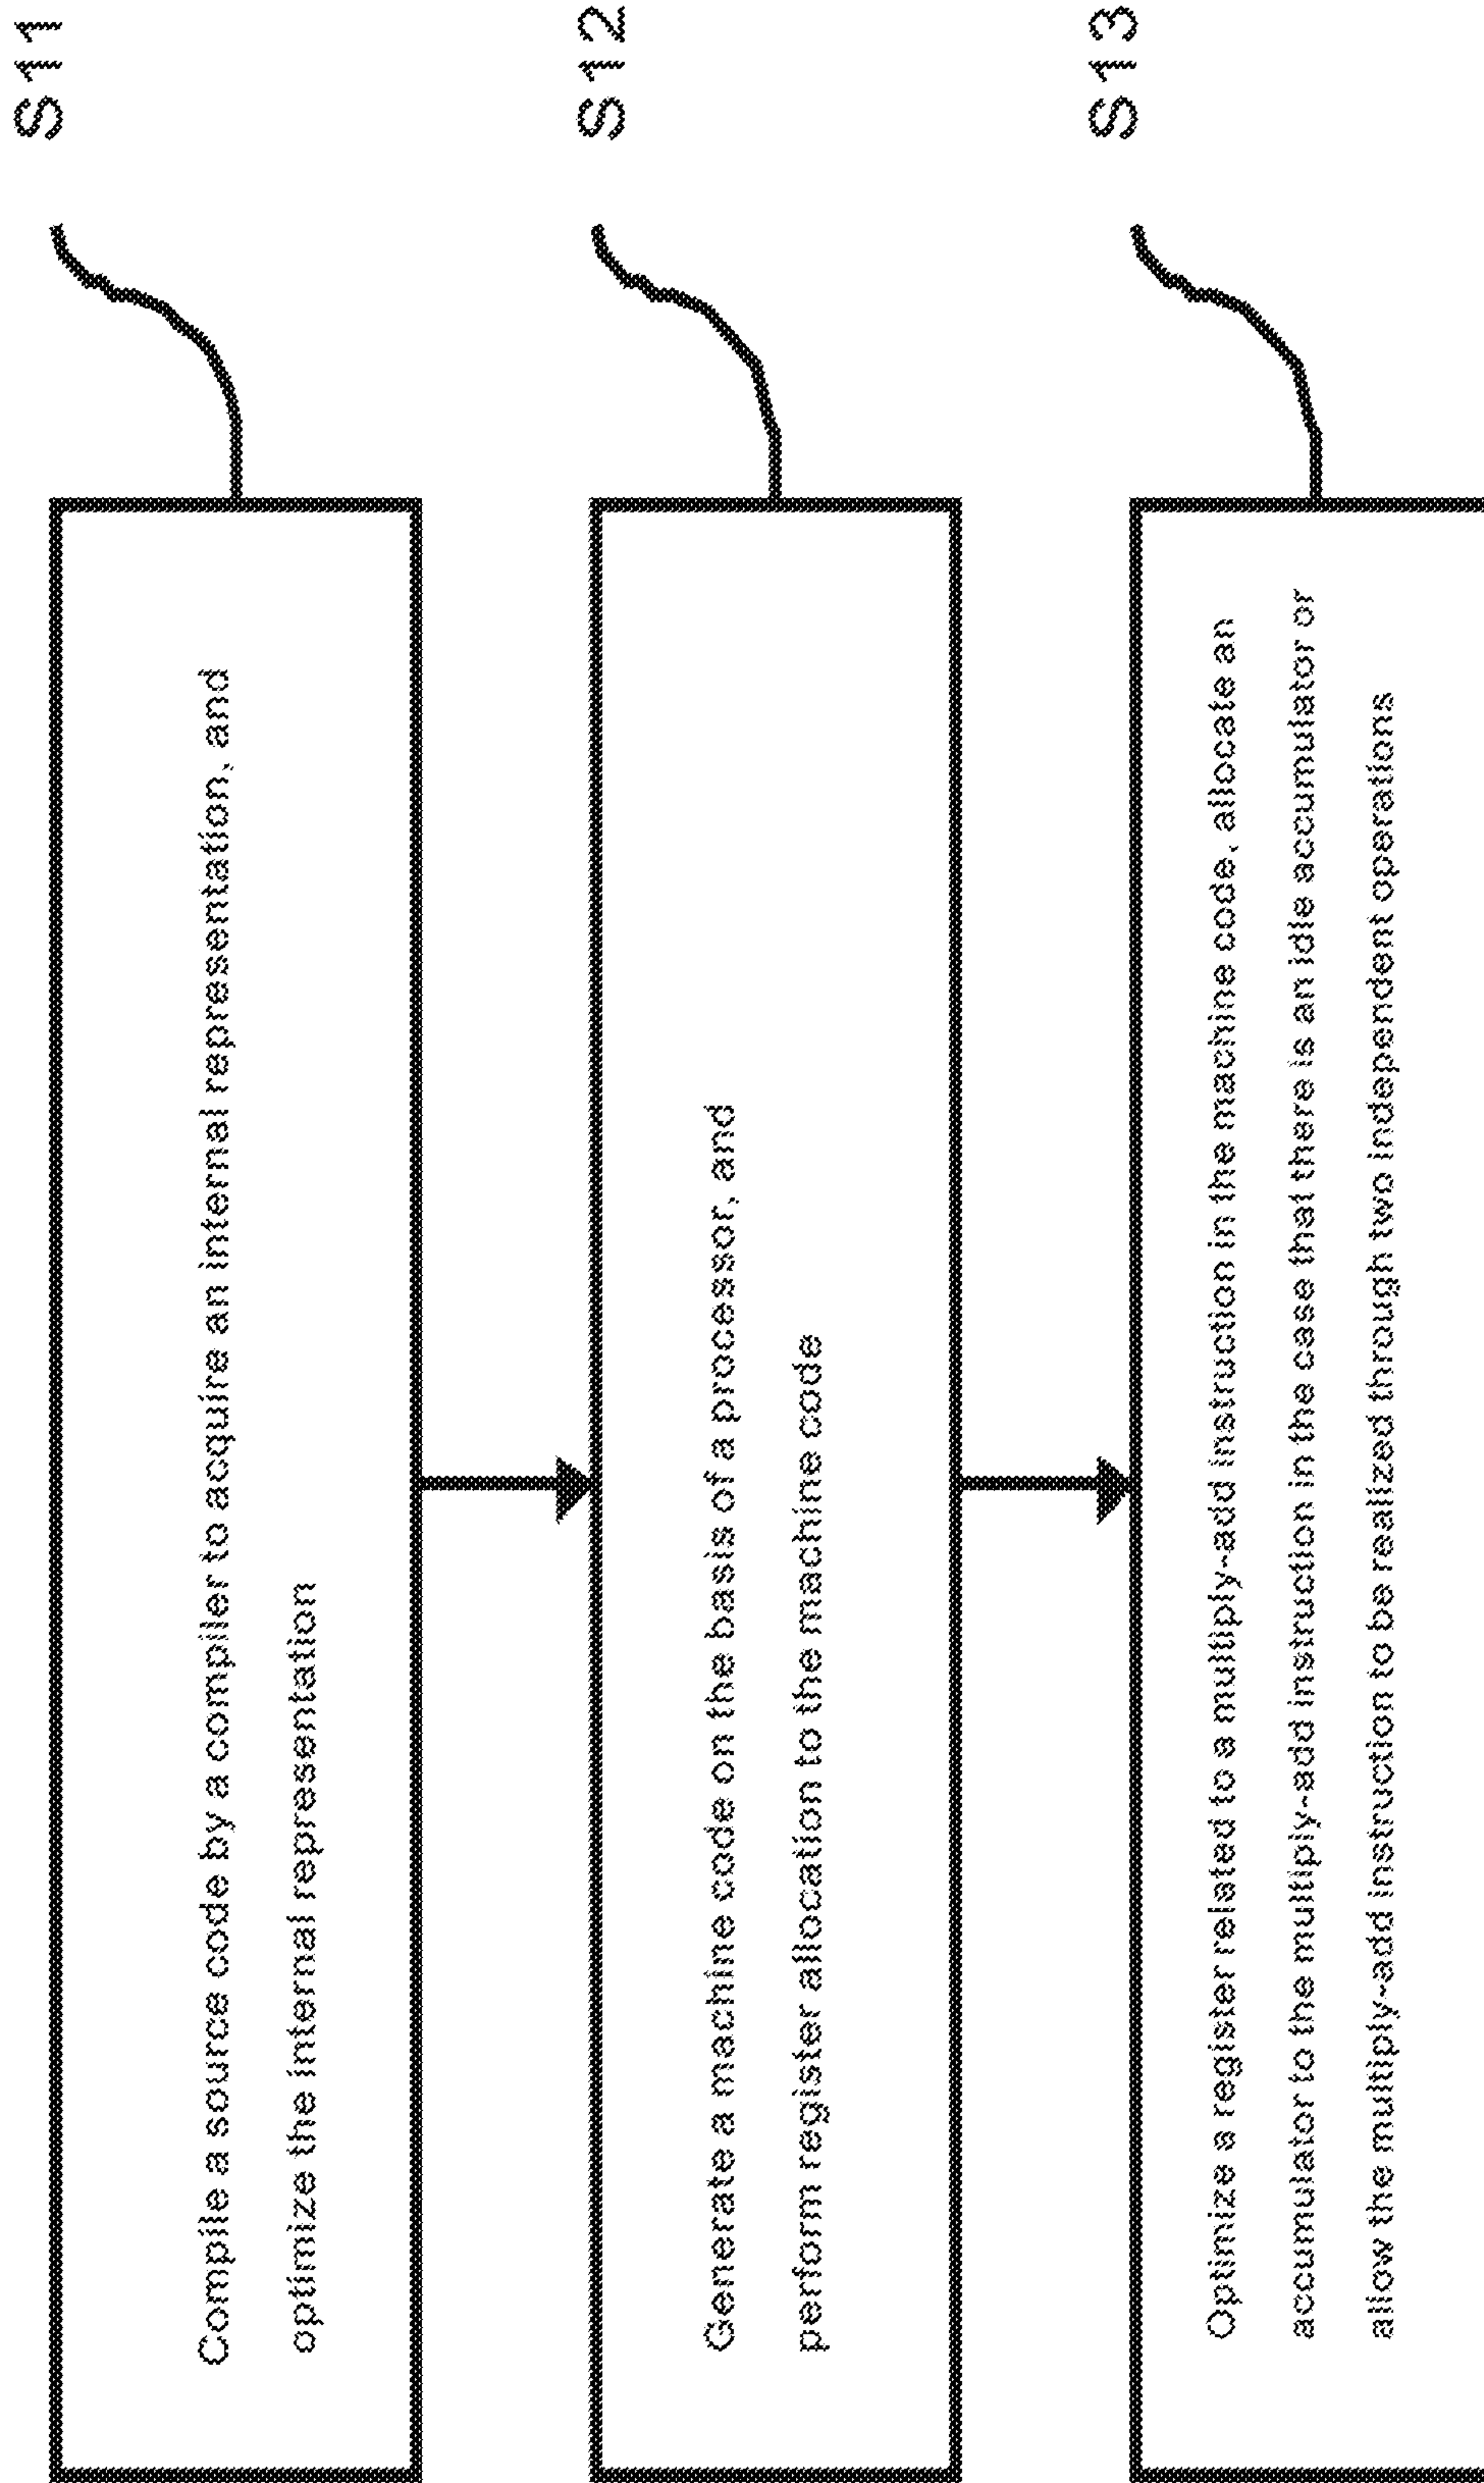 S11
Compile a source code by a compiler to acquire an internal representation, and
optimize the internal representation
S12
Generate a machine code on the basis of a processor, and
perform register allocation to the machine code
S13
Optimize a register related to a multiply-add instruction in the machine code, allocate an
accumulator to the multiply-add instruction in the case that there is an idle accumulator or
allow the multiply-add instruction to be realized through two independent operations